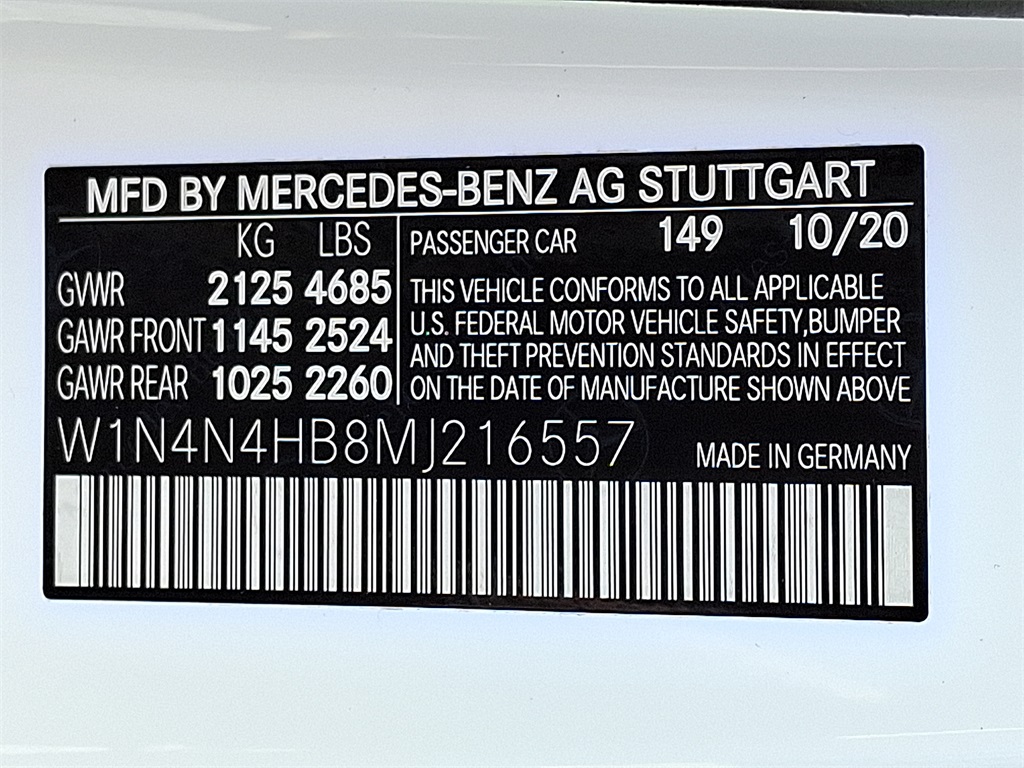 MFD BY MERCEDES-BENZ AG STUTTGART
KG LBS
GVWR 2125 4685
GAWR FRONT 1145 2524
GAWR REAR 1025 2260
PASSENGER CAR 149 10/20
THIS VEHICLE CONFORMS TO ALL APPLICABLE
U.S. FEDERAL MOTOR VEHICLE SAFETY,BUMPER
AND THEFT PREVENTION STANDARDS IN EFFECT
ON THE DATE OF MANUFACTURE SHOWN ABOVE
W1N4N4HB8MJ216557
MADE IN GERMANY